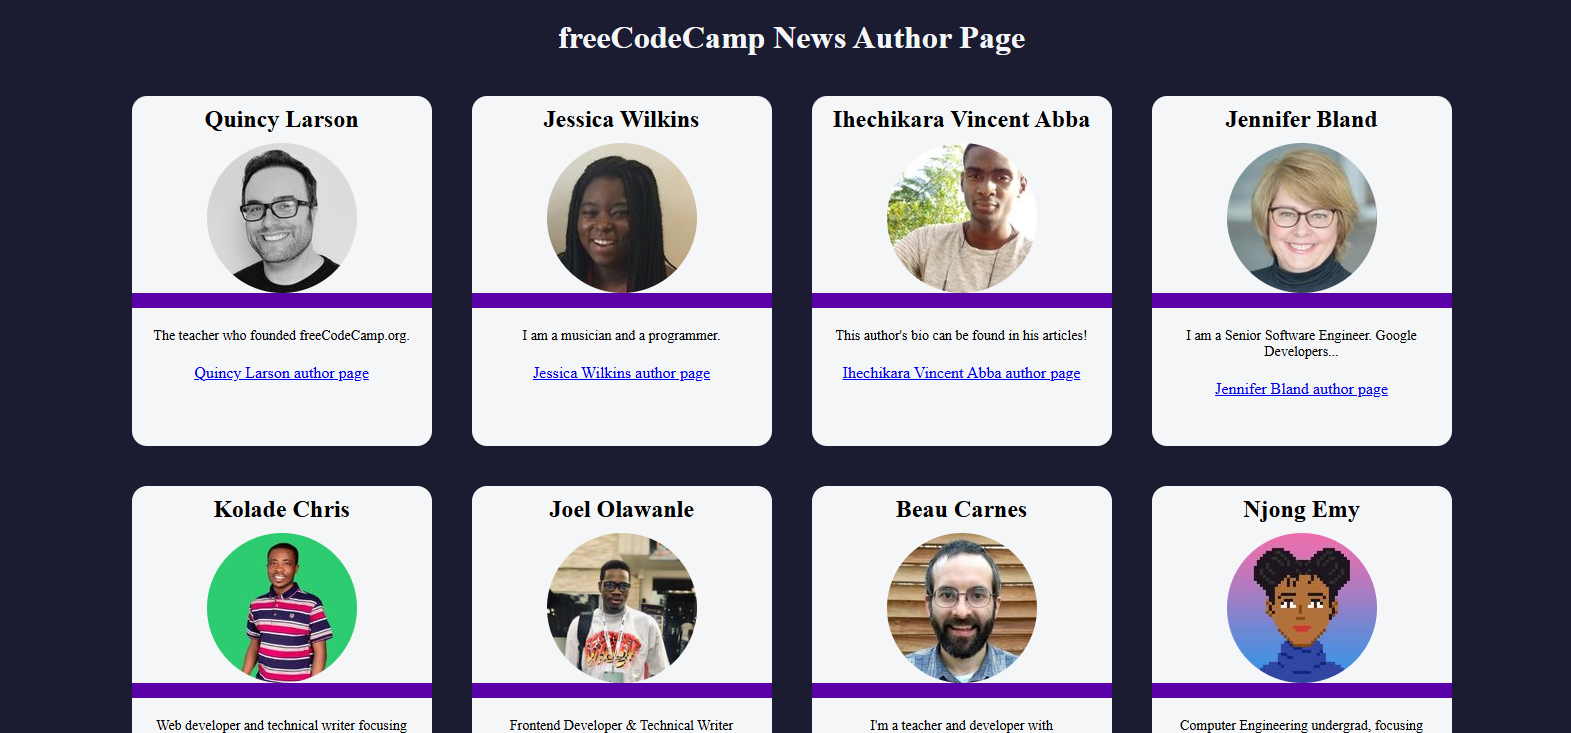 freeCodeCamp News Author Page
Quincy Larson
The teacher who founded freeCodeCamp.org.
Quincy Larson author page
Jessica Wilkins
I am a musician and a programmer.
Jessica Wilkins author page
Ihechikara Vincent Abba
This author's bio can be found in his articles!
Ihechikara Vincent Abba author page
Jennifer Bland
I am a Senior Software Engineer. Google
Developers...
Jennifer Bland author page
Kolade Chris
Web developer and technical writer focusing
Joel Olawanle
Frontend Developer & Technical Writer
Beau Carnes
I'm a teacher and developer with
Njong Emy
Computer Engineering undergrad, focusing